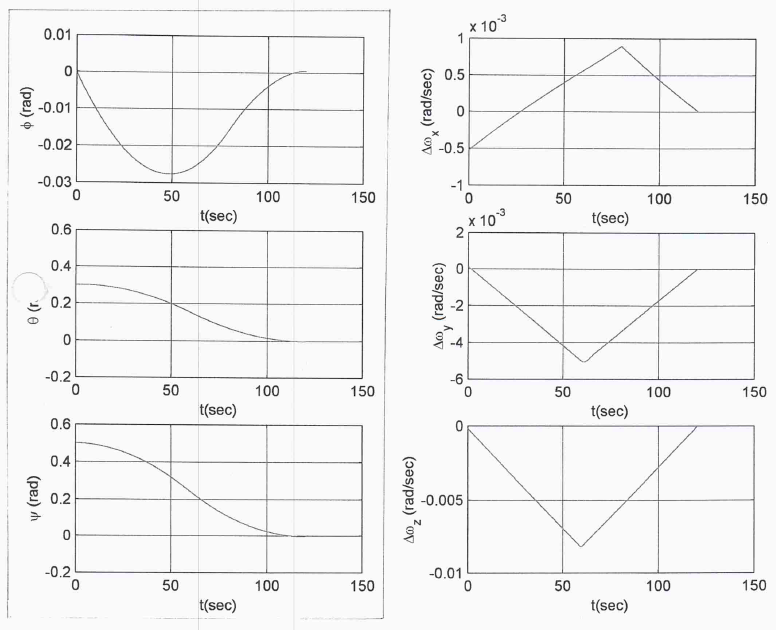 0.01
0
-0.01
-0.02
-0.03
ϕ (rad)
0 50 100 150
t(sec)
x 10⁻³
1
0.5
0
-0.5
-1
Δωₓ (rad/sec)
0 50 100 150
t(sec)
0.6
0.4
0.2
0
-0.2
θ (r
0 50 100 150
t(sec)
x 10⁻³
2
0
-2
-4
-6
Δω_y (rad/sec)
0 50 100 150
t(sec)
0.6
0.4
0.2
0
-0.2
ψ (rad)
0 50 100 150
t(sec)
0
-0.005
-0.01
Δω_z (rad/sec)
0 50 100 150
t(sec)